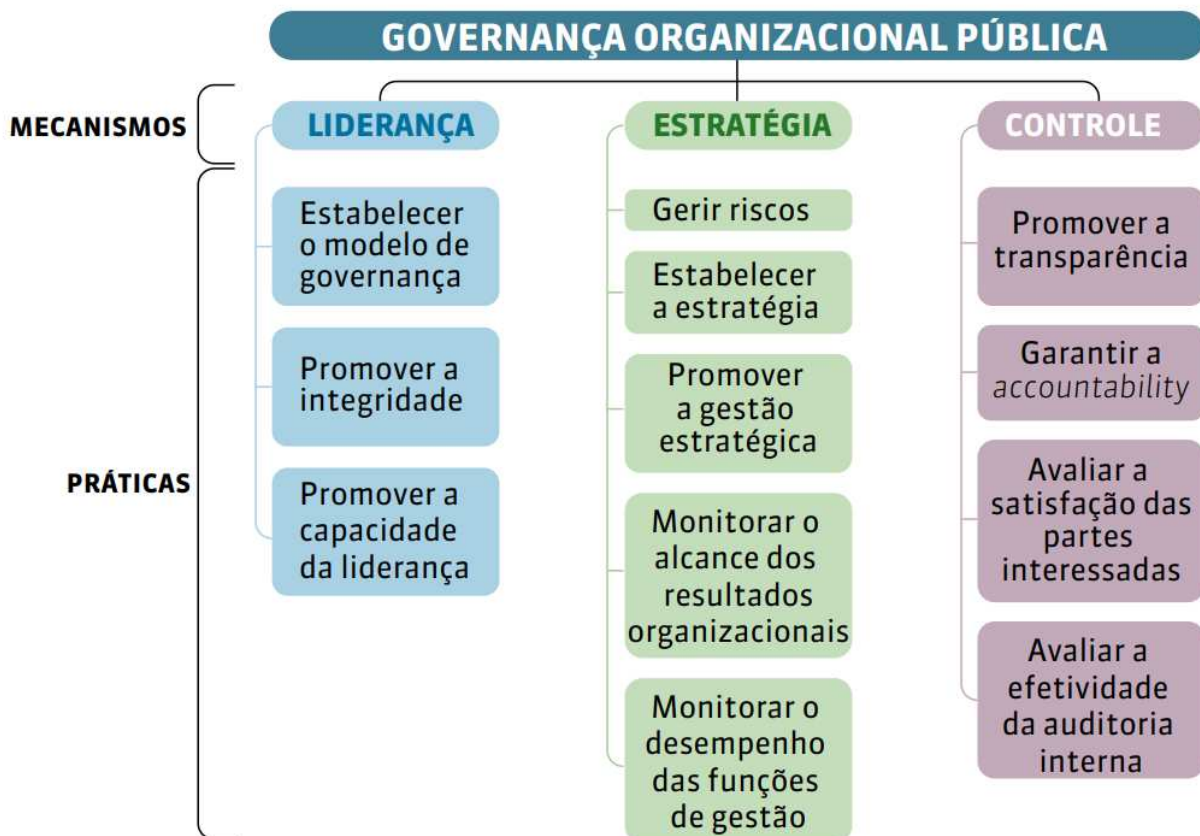 GOVERNANÇA ORGANIZACIONAL PÚBLICA
MECANISMOS
LIDERANÇA
ESTRATÉGIA
CONTROLE
PRÁTICAS
Estabelecer
o modelo de
governança
Promover a
integridade
Promover a
capacidade
da liderança
Gerir riscos
Estabelecer
a estratégia
Promover
a gestão
estratégica
Monitorar o
alcance dos
resultados
organizacionais
Monitorar o
desempenho
das funções
de gestão
Promover a
transparência
Garantir a
accountability
Avaliar a
satisfação das
partes
interessadas
Avaliar a
efetividade
da auditoria
interna